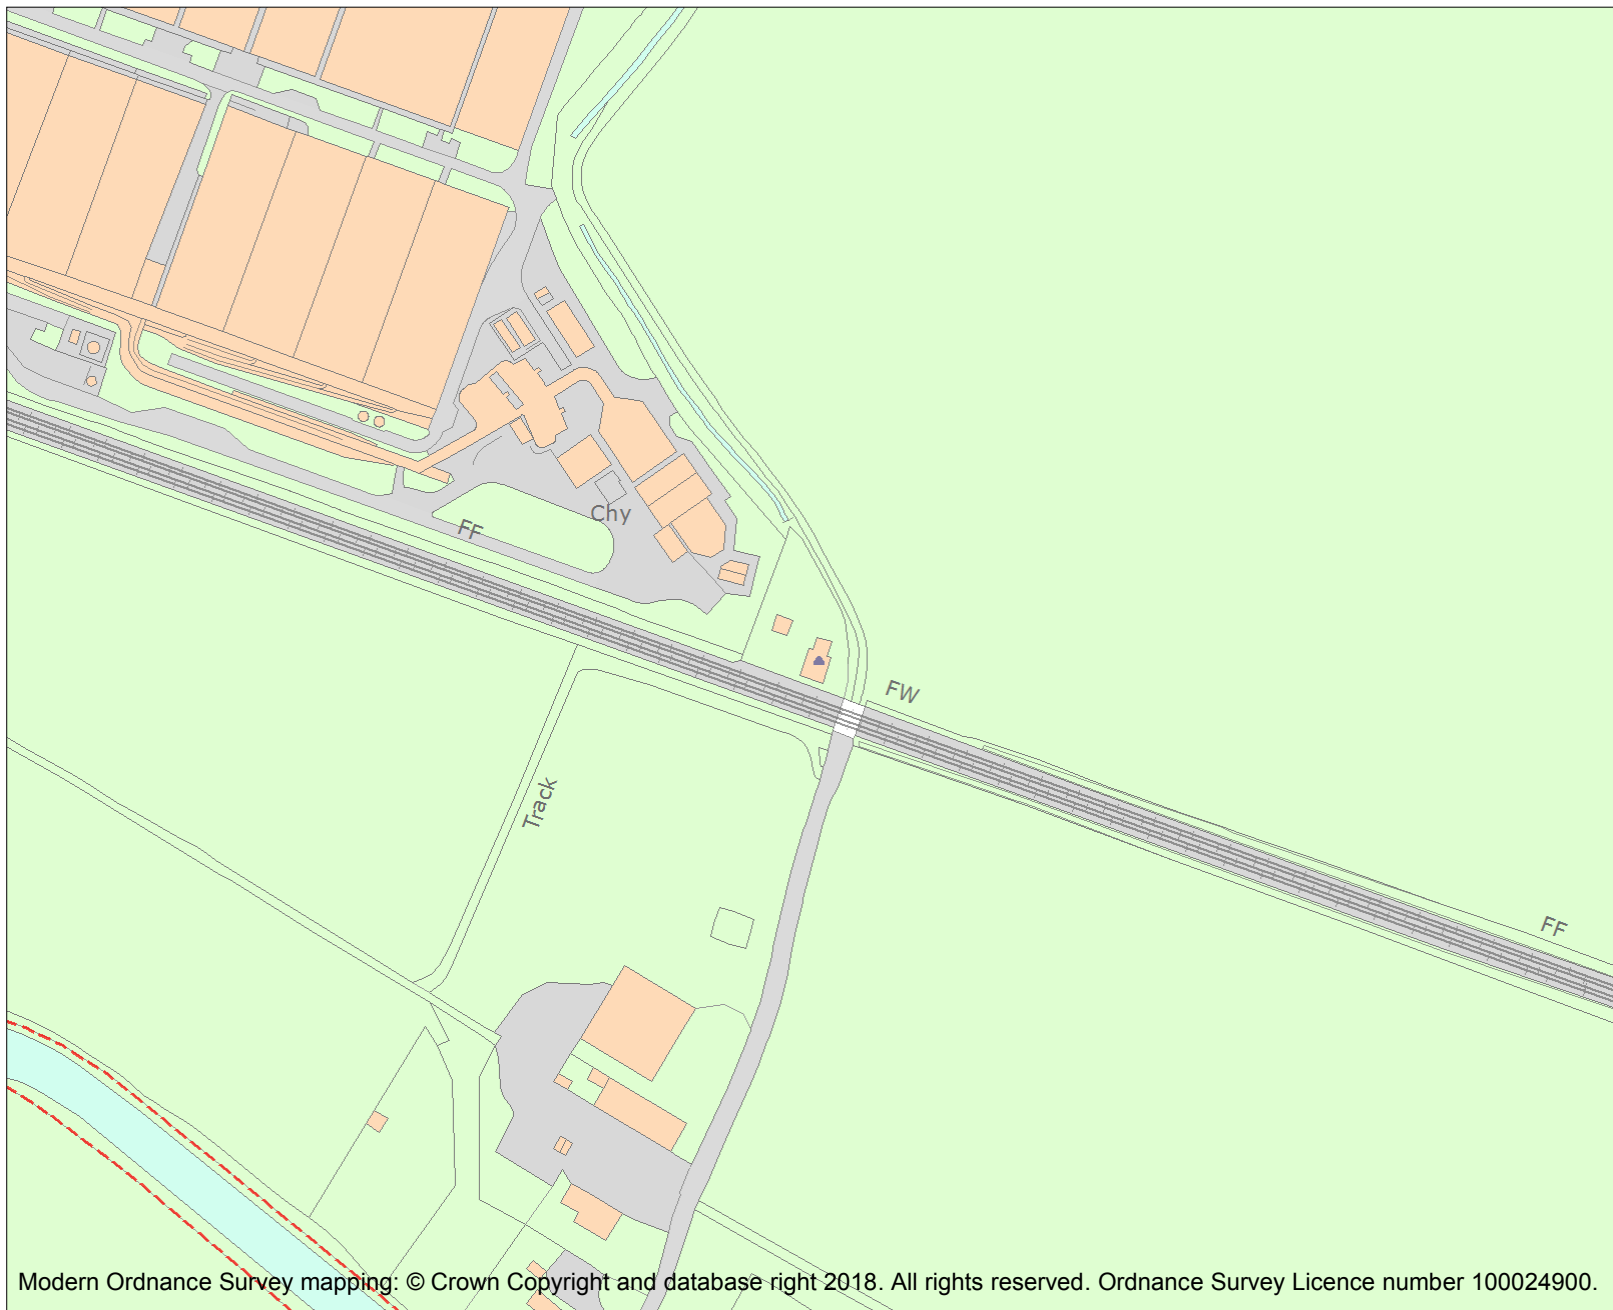 Chy
FF
FW
Track
FF
Modern Ordnance Survey mapping: © Crown Copyright and database right 2018. All rights reserved. Ordnance Survey Licence number 100024900.